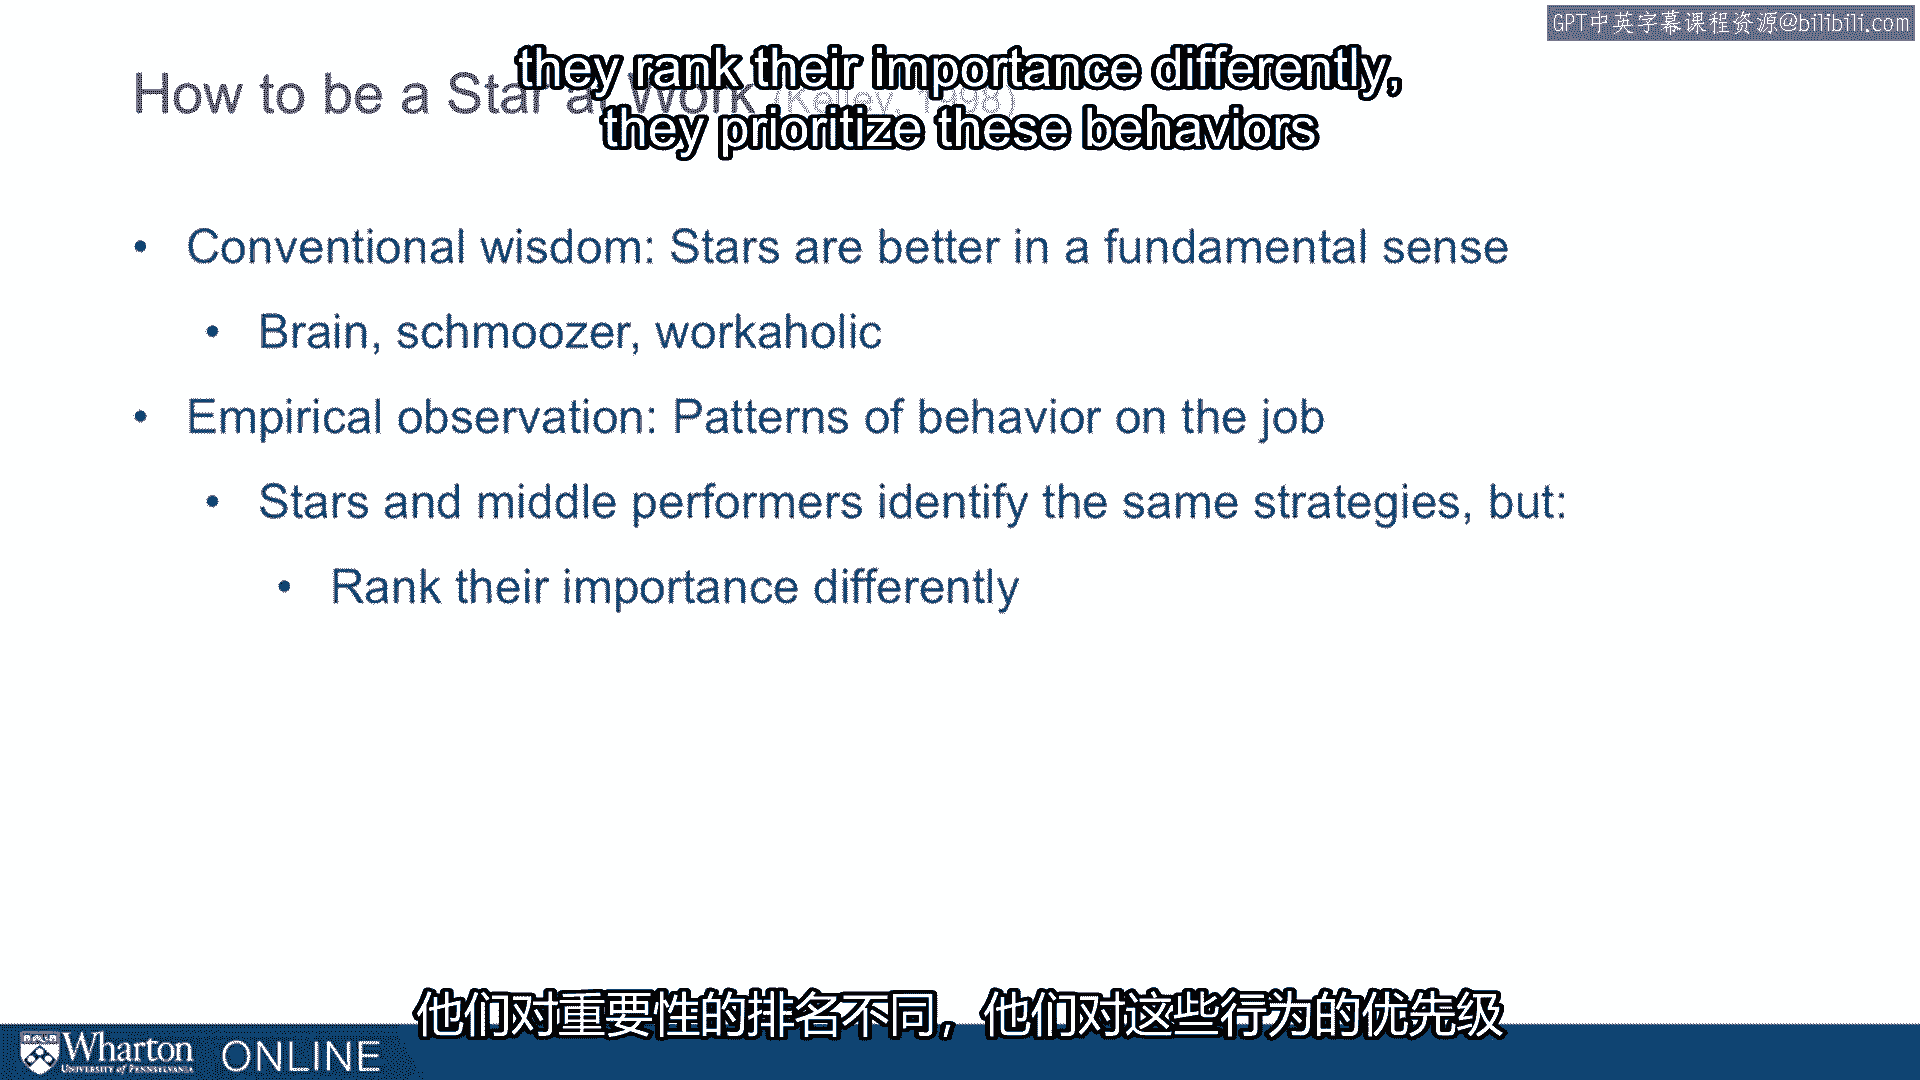 GPT中英字幕课程资源@bilibili.com
they rank their importance differently,
they prioritize these behaviors
How to be a Star at Work (Kelley, 1998)
• Conventional wisdom: Stars are better in a fundamental sense
• Brain, schmoozer, workaholic
• Empirical observation: Patterns of behavior on the job
• Stars and middle performers identify the same strategies, but:
• Rank their importance differently
他们对重要性的排名不同，他们对这些行为的优先级
Wharton
UNIVERSITY of PENNSYLVANIA
ONLINE